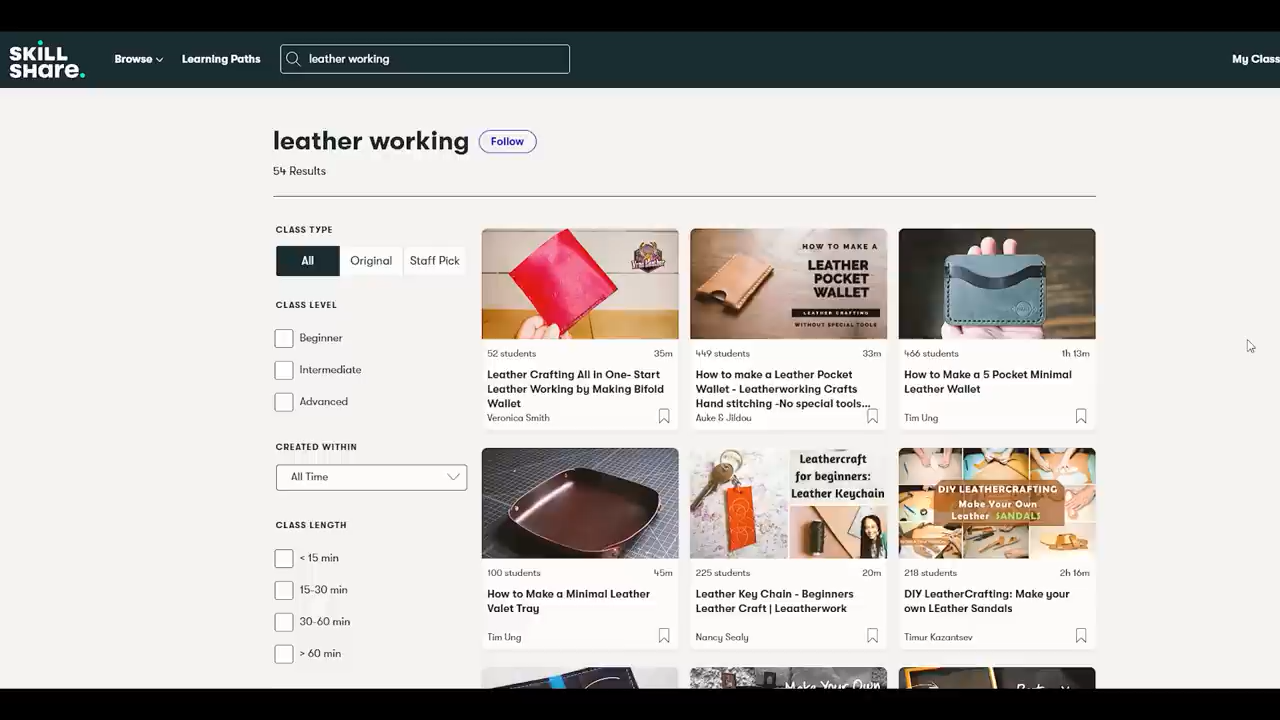 SKILL
SHARE.
Browse
Learning Paths
leather working
My Class
leather working
Follow
54 Results
CLASS TYPE
All
Original
Staff Pick
CLASS LEVEL
Beginner
Intermediate
Advanced
CREATED WITHIN
All Time
CLASS LENGTH
< 15 min
15-30 min
30-60 min
> 60 min
52 students
35m
Leather Crafting All In One- Start
Leather Working by Making Bifold
Wallet
Veronica Smith
HOW TO MAKE A
LEATHER
POCKET
WALLET
LEATHER CRAFTING
WITHOUT SPECIAL TOOLS
449 students
33m
How to make a Leather Pocket
Wallet - Leatherworking Crafts
Hand stitching -No special tools...
Auke & Jildou
466 students
1h 13m
How to Make a 5 Pocket Minimal
Leather Wallet
Tim Ung
100 students
45m
How to Make a Minimal Leather
Valet Tray
Tim Ung
Leathercraft
for beginners:
Leather Keychain
225 students
20m
Leather Key Chain - Beginners
Leather Craft | Leaatherwork
Nancy Sealy
DIY LEATHERCRAFTING
Make Your Own
Leather SANDALS
218 students
2h 16m
DIY LeatherCrafting: Make your
own LEather Sandals
Timur Kazantsev
Make Your Own